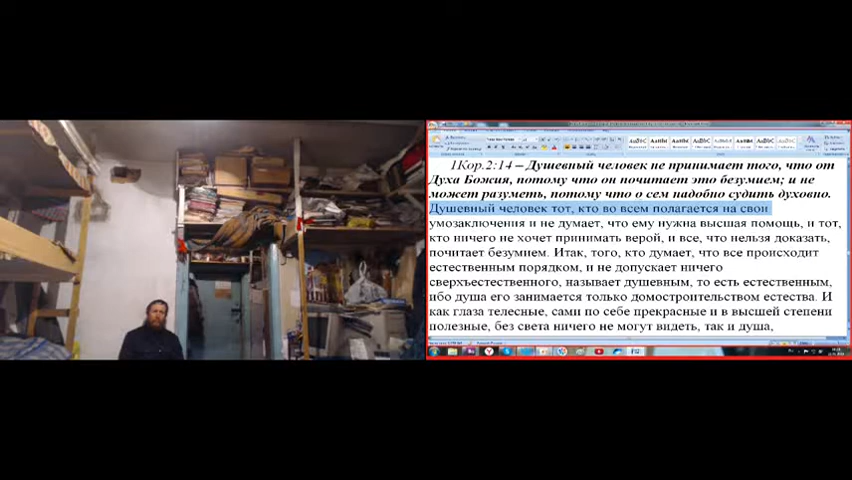 1Кор.2:14 – Душевный человек не принимает того, что от
Духа Божия, потому что он почитает это безумием; и не
может разуметь, потому что о сем надобно судить духовно.
Душевный человек тот, кто во всем полагается на свои
умозаключения и не думает, что ему нужна высшая помощь, и тот,
кто ничего не хочет принимать верой, и все, что нельзя доказать,
почитает безумием. Итак, того, кто думает, что все происходит
естественным порядком, и не допускает ничего
сверхъестественного, называет душевным, то есть естественным,
ибо душа его занимается только домостроительством естества. И
как глаза телесные, сами по себе прекрасные и в высшей степени
полезные, без света ничего не могут видеть, так и душа,